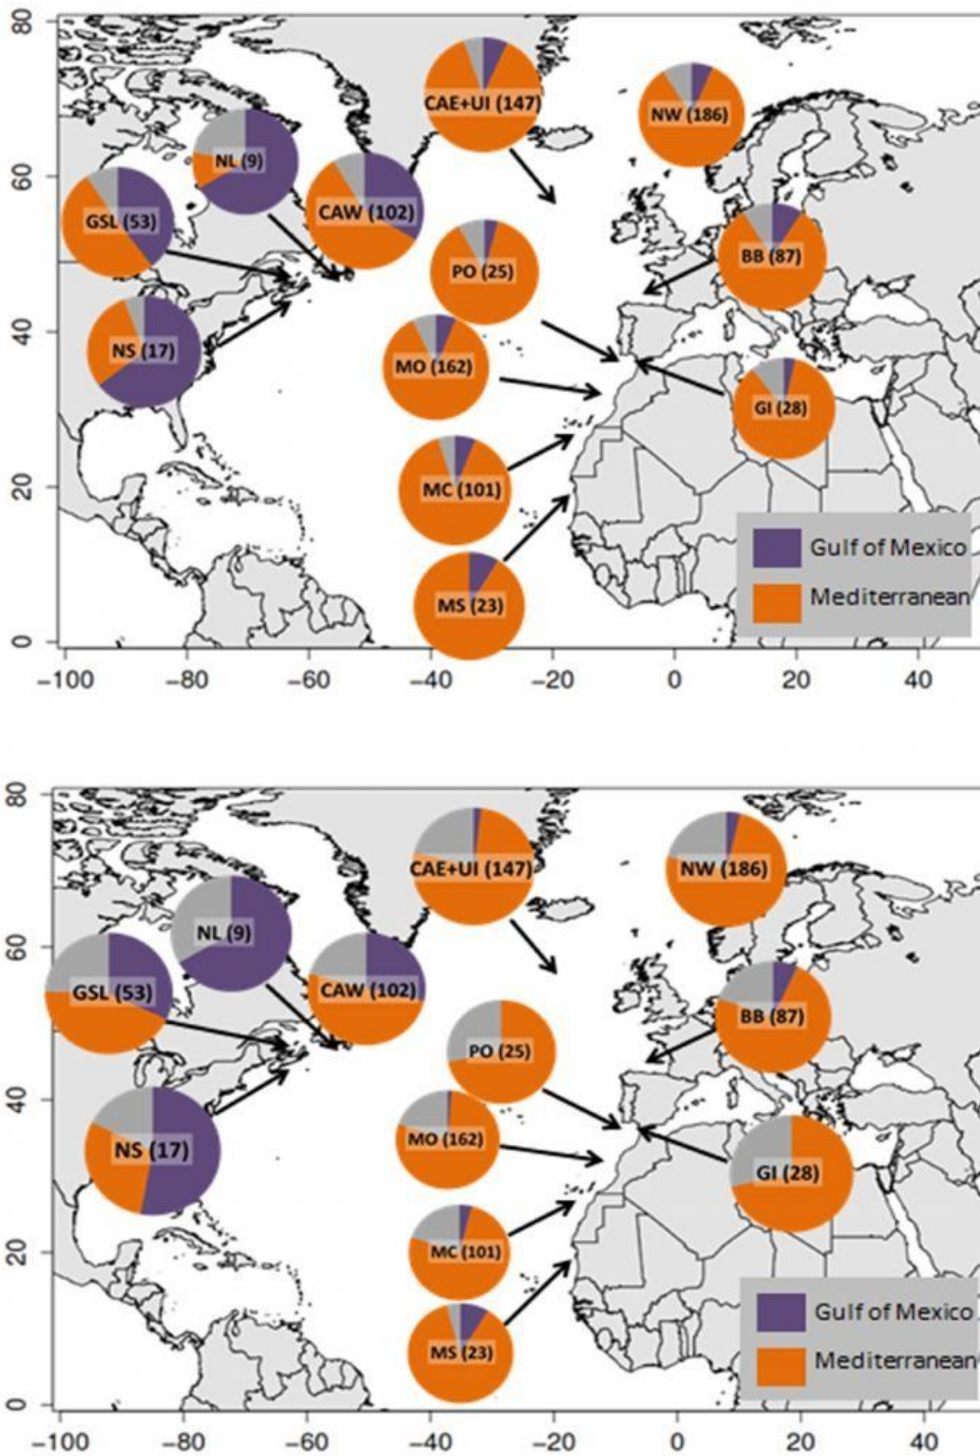 80
60
40
20
0
CAE+UI (147)
NW (186)
NL (9)
GSL (53)
CAW (102)
PO (25)
BB (87)
NS (17)
MO (162)
GI (28)
MC (101)
MS (23)
Gulf of Mexico
Mediterranean
−100 −80 −60 −40 −20 0 20 40
80
60
40
20
0
CAE+UI (147)
NW (186)
NL (9)
GSL (53)
CAW (102)
PO (25)
BB (87)
NS (17)
MO (162)
GI (28)
MC (101)
MS (23)
Gulf of Mexico
Mediterranean
−100 −80 −60 −40 −20 0 20 40